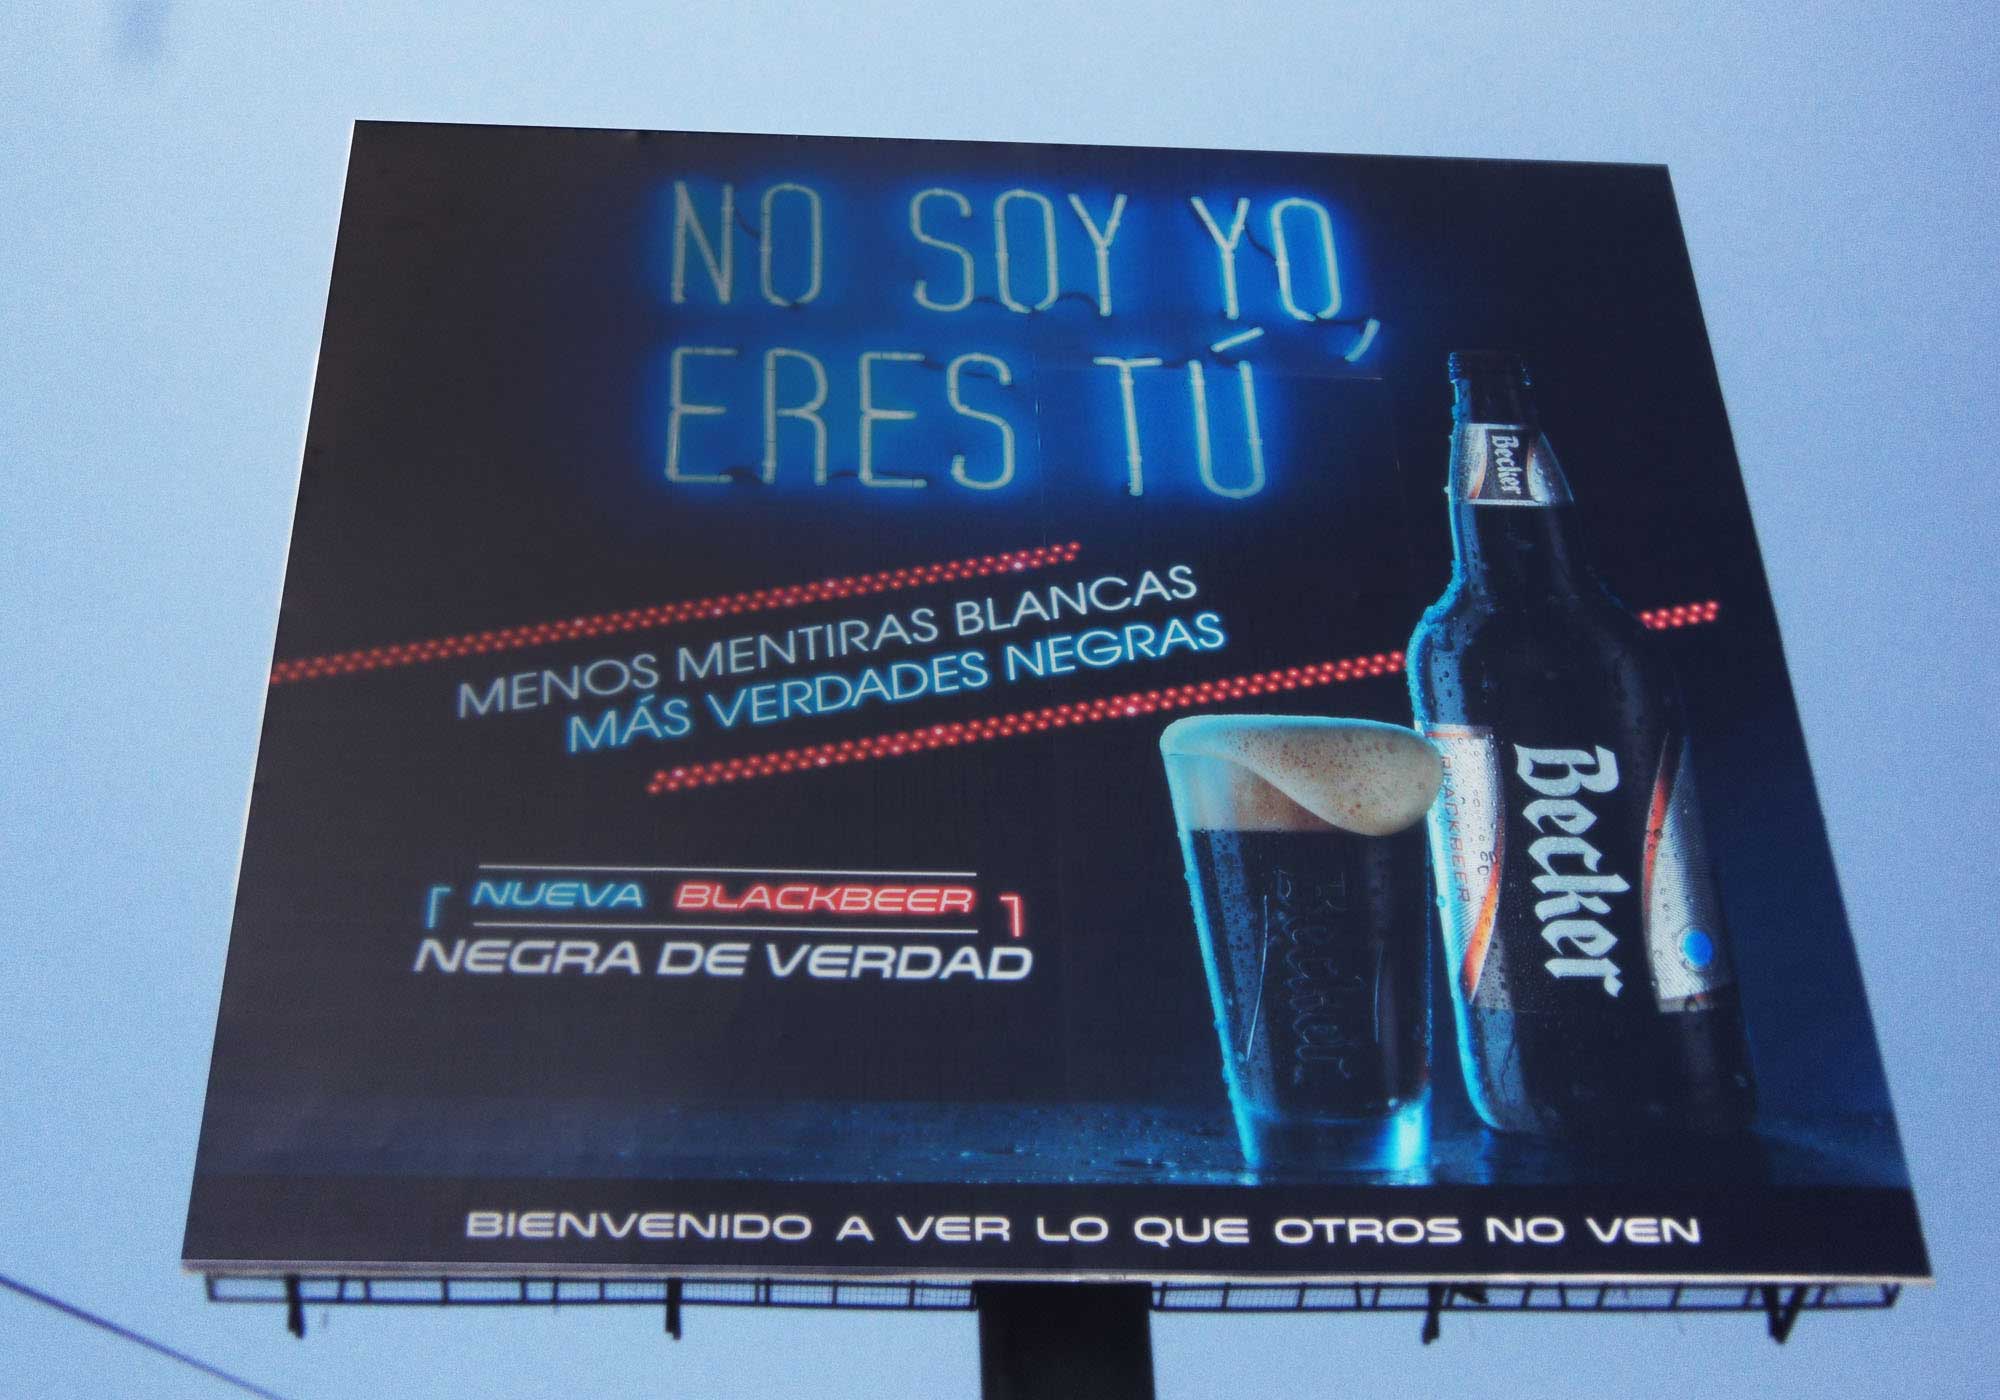 NO SOY YO,
ERES TÚ
MENOS MENTIRAS BLANCAS
MÁS VERDADES NEGRAS
NUEVA BLACKBEER
NEGRA DE VERDAD
Becker
Becker
BLACKBEER
Becker
BIENVENIDO A VER LO QUE OTROS NO VEN